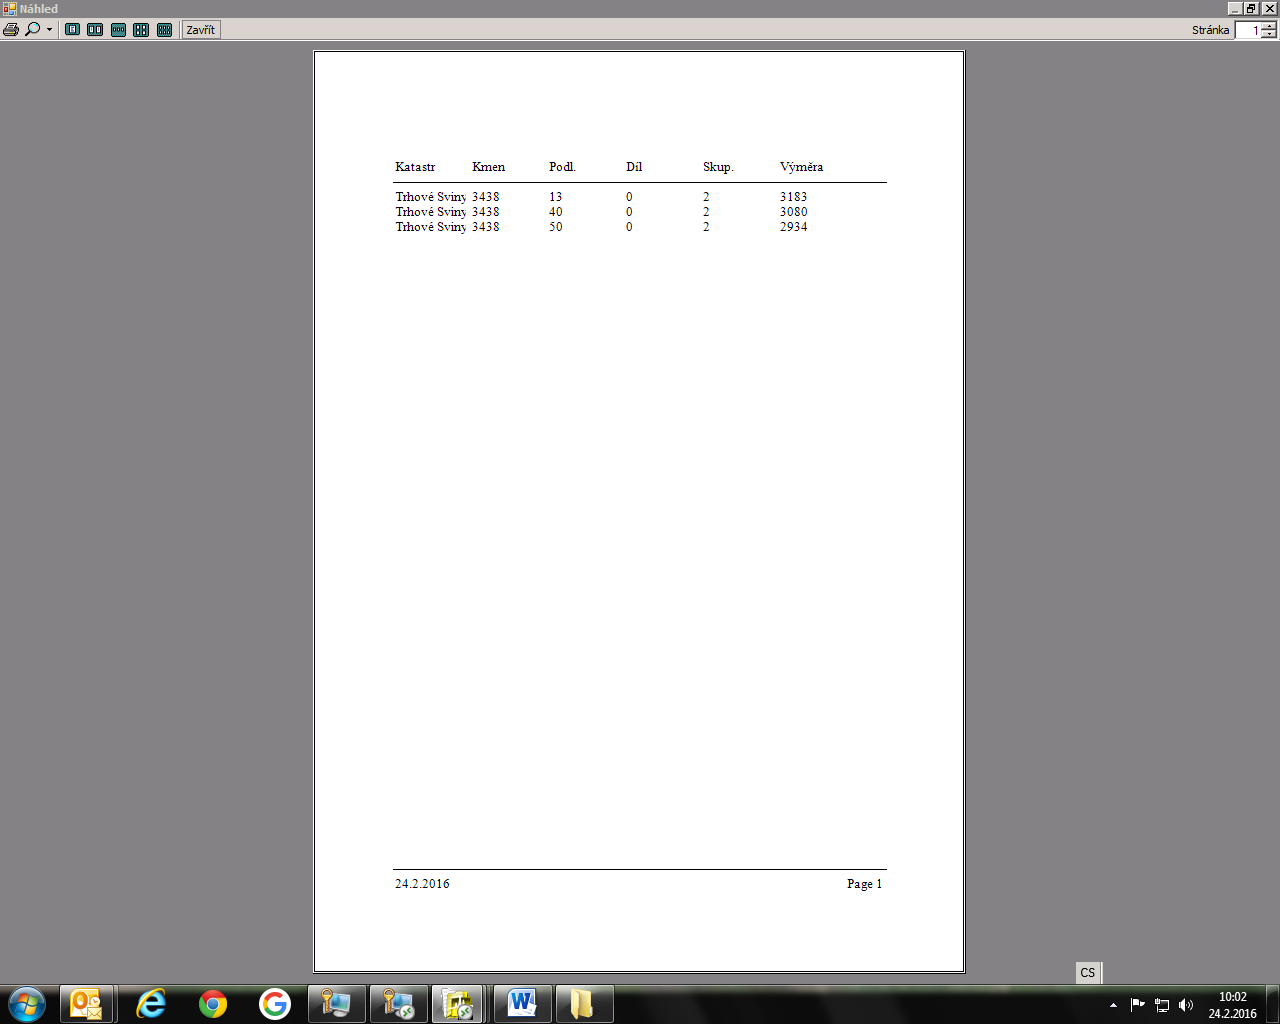 Náhled
Zavřít
Stránka 1
Katastr Kmen Podl. Díl Skup. Výměra
Trhové Sviny 3438 13 0 2 3183
Trhové Sviny 3438 40 0 2 3080
Trhové Sviny 3438 50 0 2 2934
24.2.2016 Page 1
CS
10:02
24.2.2016